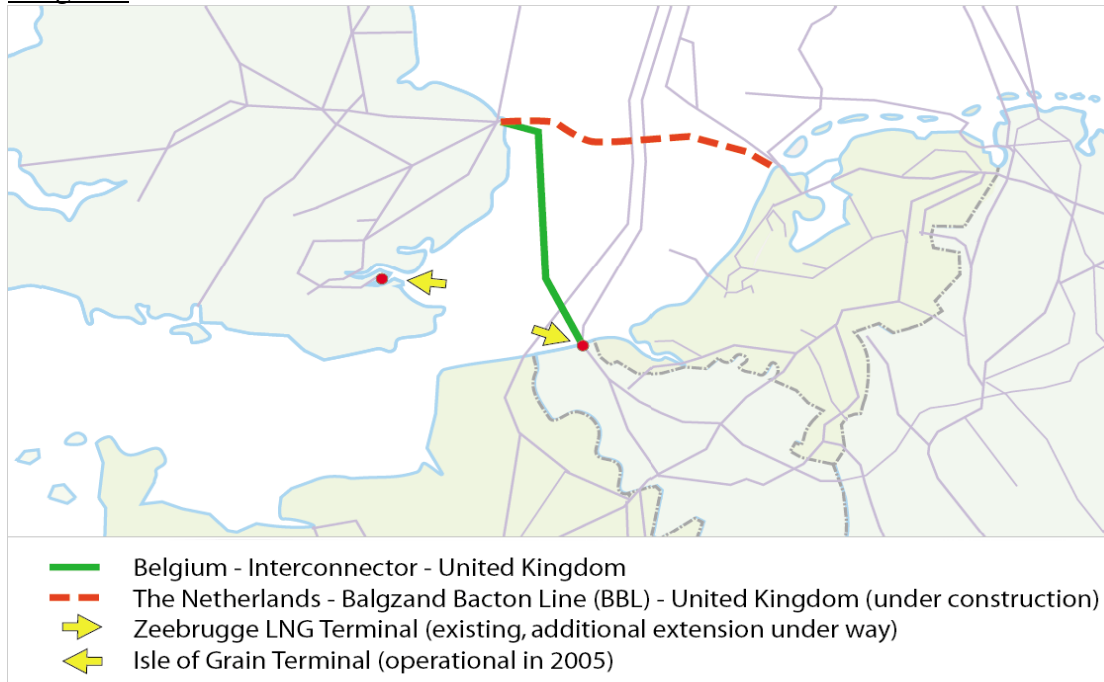 Belgium - Interconnector - United Kingdom
The Netherlands - Balgzand Bacton Line (BBL) - United Kingdom (under construction)
Zeebrugge LNG Terminal (existing, additional extension under way)
Isle of Grain Terminal (operational in 2005)